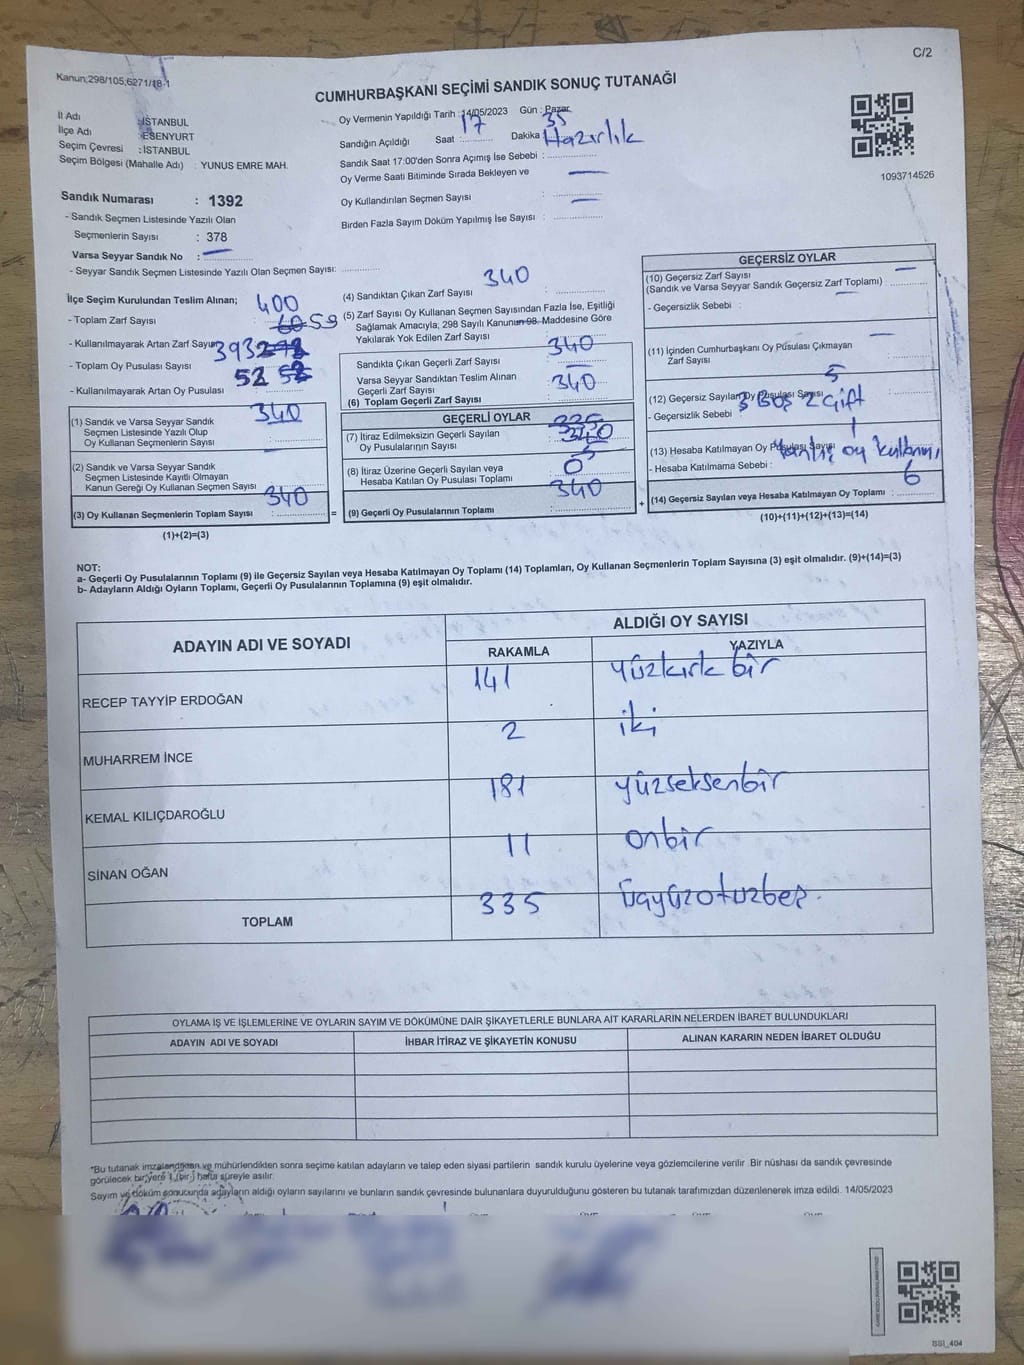 C/2
Kanun;298/105,6271/18-1
CUMHURBAŞKANI SEÇİMİ SANDIK SONUÇ TUTANAĞI
İl Adı : İSTANBUL
İlçe Adı : ESENYURT
Seçim Çevresi : İSTANBUL
Seçim Bölgesi (Mahalle Adı) : YUNUS EMRE MAH.
Oy Vermenin Yapıldığı Tarih : 14/05/2023 Gün : Pazar
Sandığın Açıldığı Saat : 17 Dakika : 35
Sandık Saat 17:00'den Sonra Açımış İse Sebebi : Hazırlık
Oy Verme Saati Bitiminde Sırada Bekleyen ve
Oy Kullandırılan Seçmen Sayısı : —
Birden Fazla Sayım Döküm Yapılmış İse Sayısı : —
1093714526
Sandık Numarası : 1392
- Sandık Seçmen Listesinde Yazılı Olan
Seçmenlerin Sayısı : 378
Varsa Seyyar Sandık No : —
- Seyyar Sandık Seçmen Listesinde Yazılı Olan Seçmen Sayısı:
İlçe Seçim Kurulundan Teslim Alınan;
- Toplam Zarf Sayısı 400
- Kullanılmayarak Artan Zarf Sayısı 59
- Toplam Oy Pusulası Sayısı 393
- Kullanılmayarak Artan Oy Pusulası 52
(1) Sandık ve Varsa Seyyar Sandık
Seçmen Listesinde Yazılı Olup
Oy Kullanan Seçmenlerin Sayısı : 340
(2) Sandık ve Varsa Seyyar Sandık
Seçmen Listesinde Kayıtlı Olmayan
Kanun Gereği Oy Kullanan Seçmen Sayısı
(3) Oy Kullanan Seçmenlerin Toplam Sayısı : 340
(1)+(2)=(3)
(4) Sandıktan Çıkan Zarf Sayısı : 340
(5) Zarf Sayısı Oy Kullanan Seçmen Sayısından Fazla İse, Eşitliği
Sağlamak Amacıyla, 298 Sayılı Kanunun 98. Maddesine Göre
Yakılarak Yok Edilen Zarf Sayısı : —
Sandıkta Çıkan Geçerli Zarf Sayısı : 340
Varsa Seyyar Sandıktan Teslim Alınan
Geçerli Zarf Sayısı : —
(6) Toplam Geçerli Zarf Sayısı : 340
GEÇERLİ OYLAR
(7) İtiraz Edilmeksizin Geçerli Sayılan
Oy Pusulalarının Sayısı : 335 340
(8) İtiraz Üzerine Geçerli Sayılan veya
Hesaba Katılan Oy Pusulası Toplamı : 5 0
(9) Geçerli Oy Pusulalarının Toplamı : 340
GEÇERSİZ OYLAR
(10) Geçersiz Zarf Sayısı
(Sandık ve Varsa Seyyar Sandık Geçersiz Zarf Toplamı) : —
- Geçersizlik Sebebi : —
(11) İçinden Cumhurbaşkanı Oy Pusulası Çıkmayan
Zarf Sayısı : —
(12) Geçersiz Sayılan Oy Pusulası Sayısı : 5
- Geçersizlik Sebebi : 3 Boş 2 Çift
(13) Hesaba Katılmayan Oy Pusulası Sayısı : 1
- Hesaba Katılmama Sebebi : Yanlış oy kullanımı
(14) Geçersiz Sayılan veya Hesaba Katılmayan Oy Toplamı : 6
(10)+(11)+(12)+(13)=(14)
NOT:
a- Geçerli Oy Pusulalarının Toplamı (9) ile Geçersiz Sayılan veya Hesaba Katılmayan Oy Toplamı (14) Toplamları, Oy Kullanan Seçmenlerin Toplam Sayısına (3) eşit olmalıdır. (9)+(14)=(3)
b- Adayların Aldığı Oyların Toplamı, Geçerli Oy Pusulalarının Toplamına (9) eşit olmalıdır.
ADAYIN ADI VE SOYADI
ALDIĞI OY SAYISI
RAKAMLA YAZIYLA
RECEP TAYYİP ERDOĞAN 141 yüzkırk bir
MUHARREM İNCE 2 iki
KEMAL KILIÇDAROĞLU 181 yüzseksenbir
SİNAN OĞAN 11 onbir
TOPLAM 335 üçyüzotuzbeş.
OYLAMA İŞ VE İŞLEMLERİNE VE OYLARIN SAYIM VE DÖKÜMÜNE DAİR ŞİKAYETLERLE BUNLARA AİT KARARLARIN NELERDEN İBARET BULUNDUKLARI
ADAYIN ADI VE SOYADI İHBAR İTİRAZ VE ŞİKAYETİN KONUSU ALINAN KARARIN NEDEN İBARET OLDUĞU
*Bu tutanak imzalandıktan ve mühürlendikten sonra seçime katılan adayların ve talep eden siyasi partilerin sandık kurulu üyelerine veya gözlemcilerine verilir. Bir nüshası da sandık çevresinde
görülecek bir yere 1 (bir) hafta süreyle asılır.
Sayım ve döküm sonucunda adayların aldığı oyların sayılarını ve bunların sandık çevresinde bulunanlara duyurulduğunu gösteren bu tutanak tarafımızdan düzenlenerek imza edildi. 14/05/2023
BSI_404